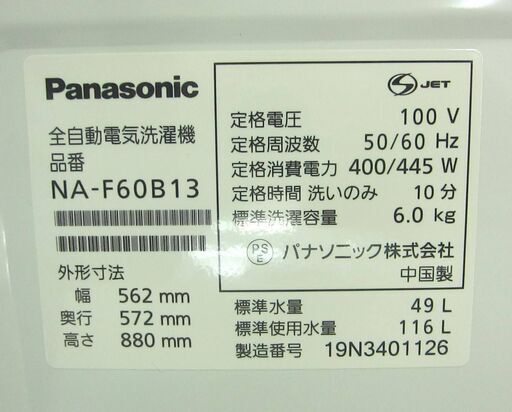 Panasonic
全自動電気洗濯機
品番
NA-F60B13
外形寸法
幅 562 mm
奥行 572 mm
高さ 880 mm
S JET
定格電圧 100 V
定格周波数 50/60 Hz
定格消費電力 400/445 W
定格時間 洗いのみ 10 分
標準洗濯容量 6.0 kg
PS E パナソニック株式会社
中国製
標準水量 49 L
標準使用水量 116 L
製造番号 19N3401126